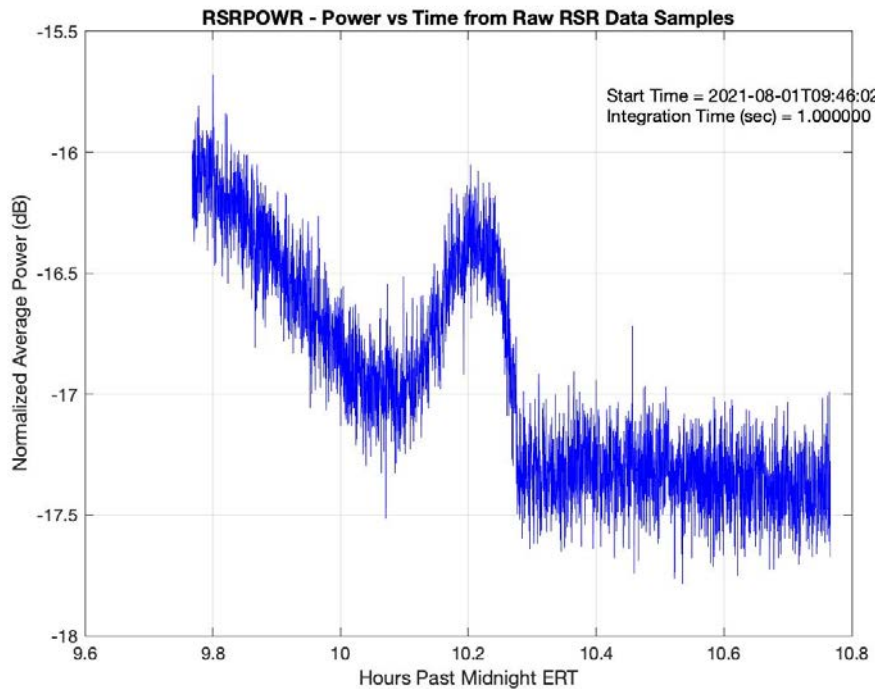 RSRPOWR - Power vs Time from Raw RSR Data Samples
-15.5
Start Time = 2021-08-01T09:46:02
Integration Time (sec) = 1.000000
-16
-16.5
-17
-17.5
-18
Normalized Average Power (dB)
9.6 9.8 10 10.2 10.4 10.6 10.8
Hours Past Midnight ERT